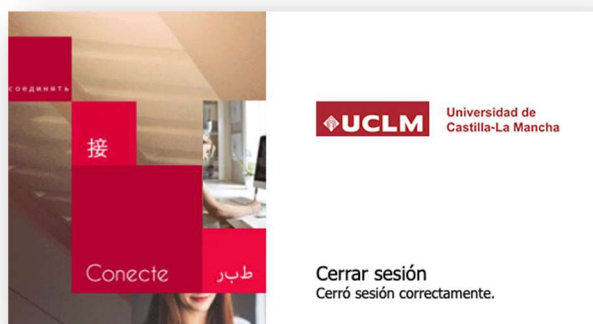 соединять
接
Conecte
طبر
UCLM
Universidad de
Castilla-La Mancha
Cerrar sesión
Cerró sesión correctamente.